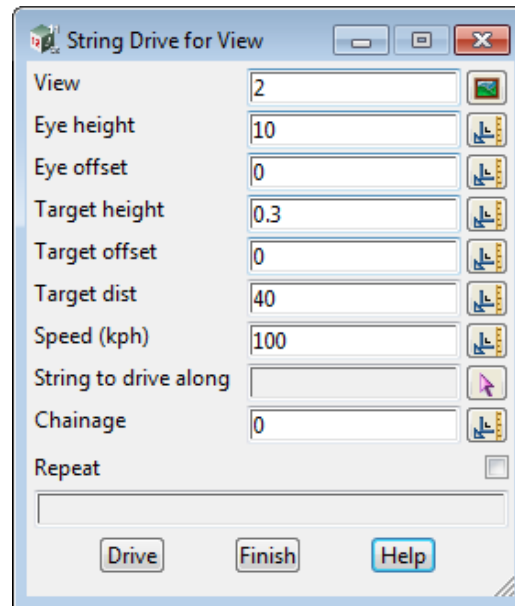 String Drive for View
View 2
Eye height 10
Eye offset 0
Target height 0.3
Target offset 0
Target dist 40
Speed (kph) 100
String to drive along
Chainage 0
Repeat
Drive Finish Help